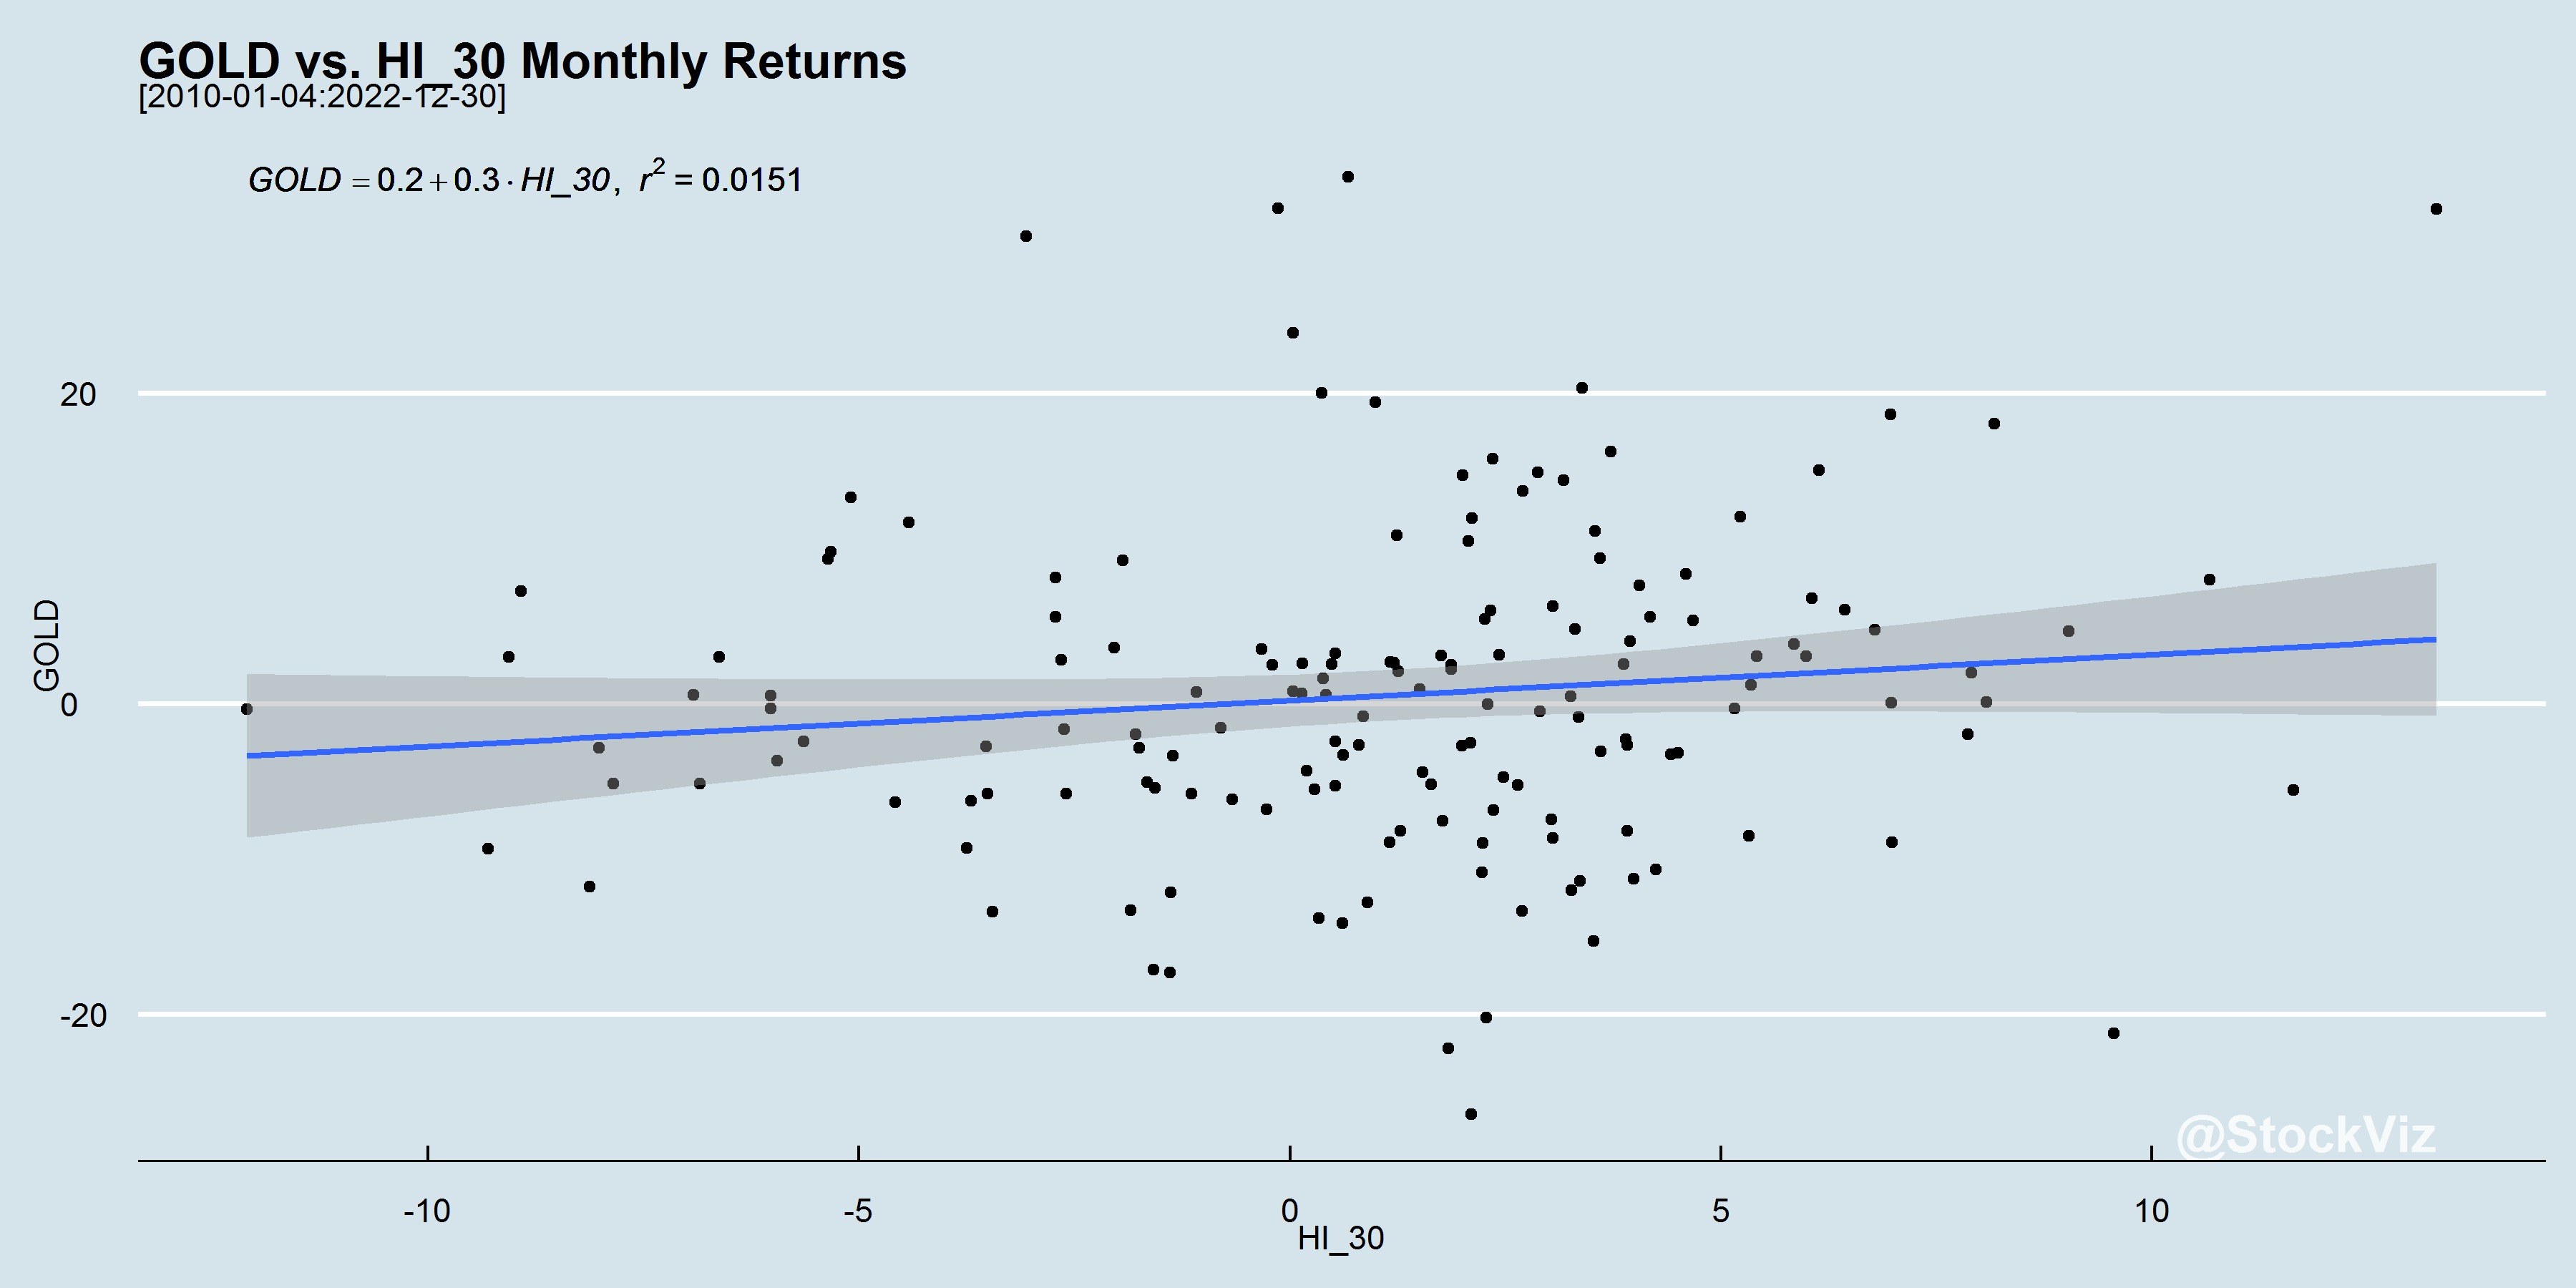 GOLD vs. HI_30 Monthly Returns
[2010-01-04:2022-12-30]
GOLD = 0.2 + 0.3 · HI_30, r² = 0.0151
20
0
-20
GOLD
@StockViz
-10 -5 0 5 10
HI_30